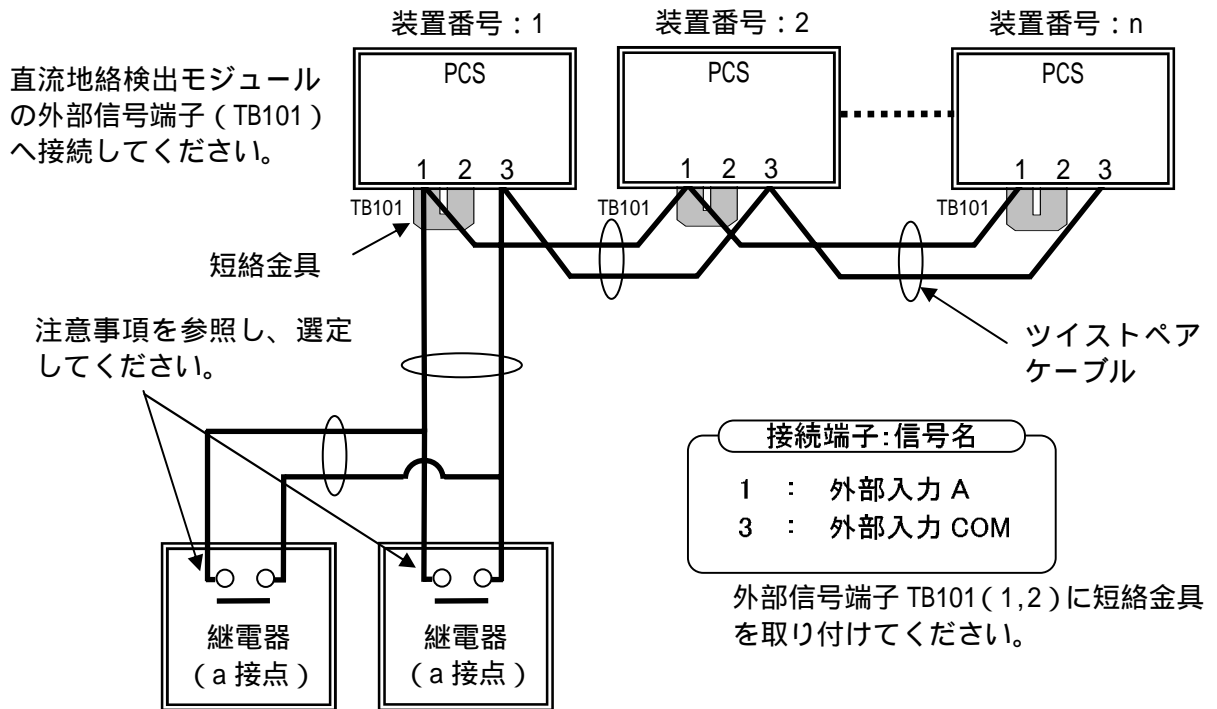 装置番号：1
装置番号：2
装置番号：n
直流地絡検出モジュール
の外部信号端子（TB101）
へ接続してください。
PCS
PCS
PCS
1 2 3
1 2 3
1 2 3
TB101
TB101
TB101
短絡金具
注意事項を参照し、選定
してください。
ツイストペア
ケーブル
接続端子:信号名
1 : 外部入力 A
3 : 外部入力 COM
外部信号端子 TB101（1,2）に短絡金具
を取り付けてください。
継電器
（a 接点）
継電器
（a 接点）